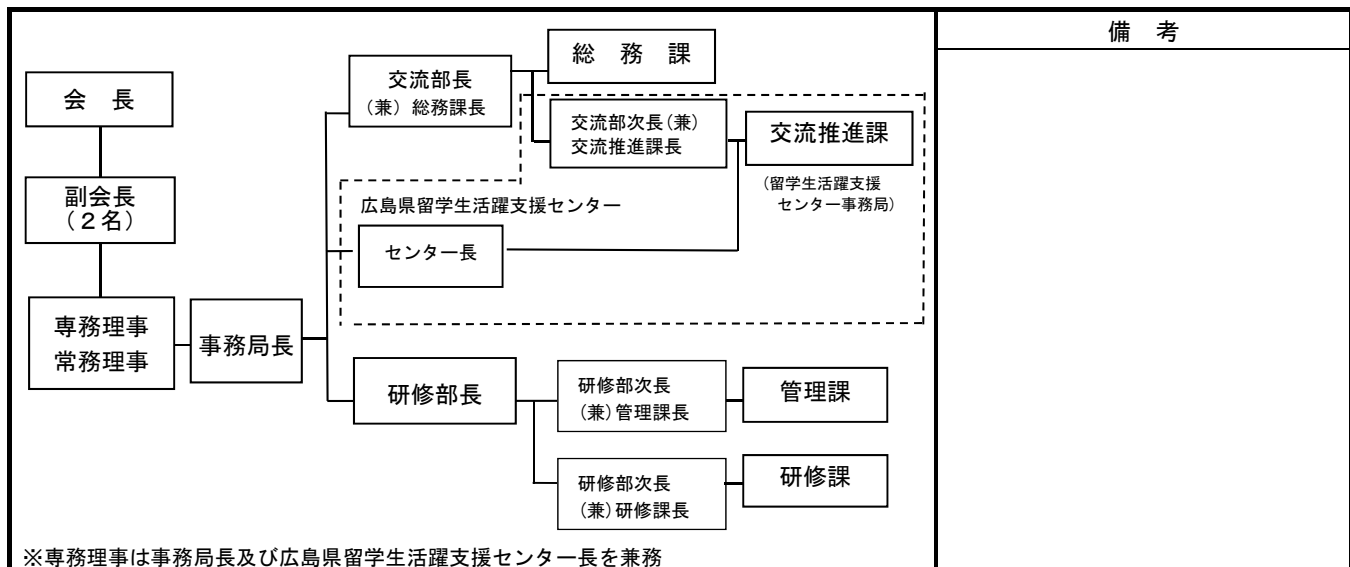 備 考
会 長
副会長
（２名）
専務理事
常務理事
事務局長
交流部長
（兼）総務課長
総 務 課
交流部次長（兼）
交流推進課長
交流推進課
（留学生活躍支援
センター事務局）
広島県留学生活躍支援センター
センター長
研修部長
研修部次長
（兼）管理課長
管理課
研修部次長
（兼）研修課長
研修課
※専務理事は事務局長及び広島県留学生活躍支援センター長を兼務